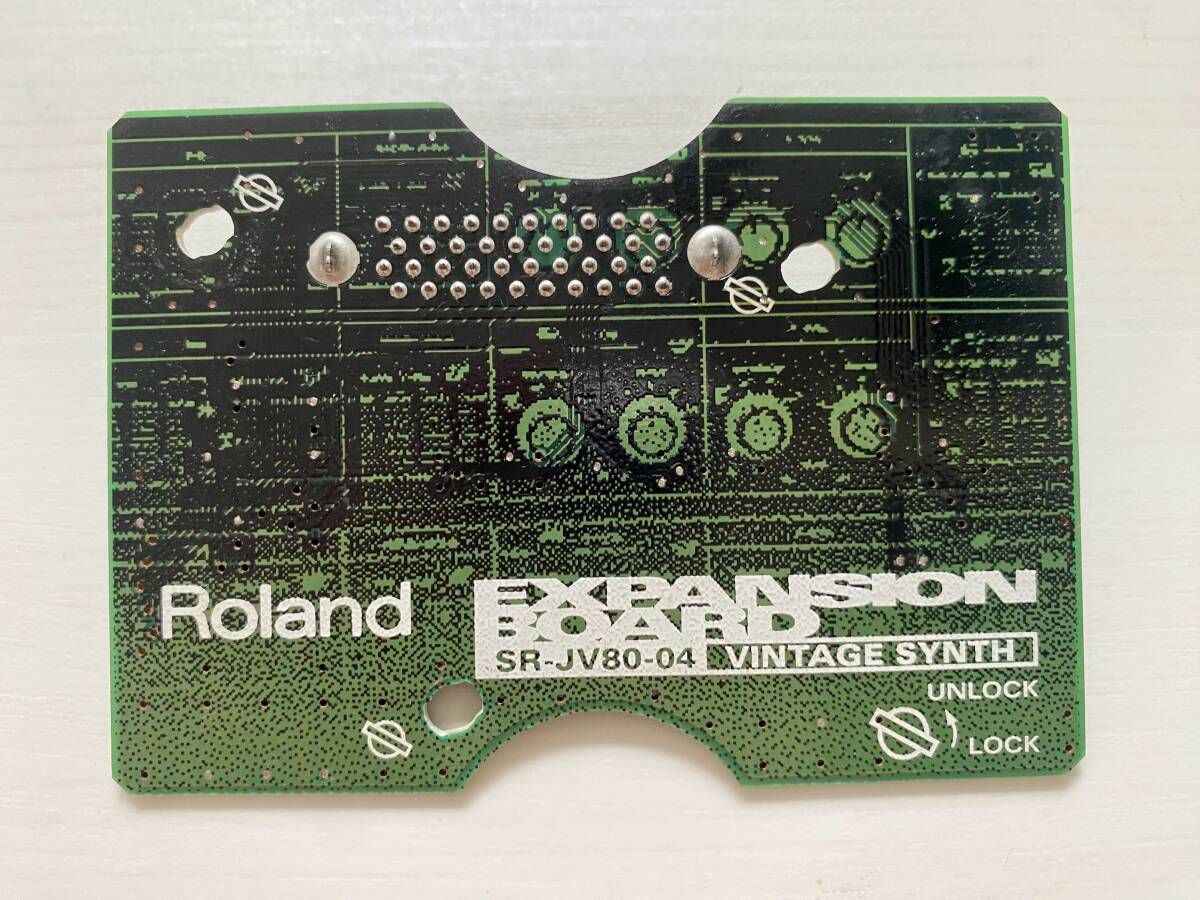 Roland
EXPANSION
BOARD
SR-JV80-04 VINTAGE SYNTH
UNLOCK
LOCK